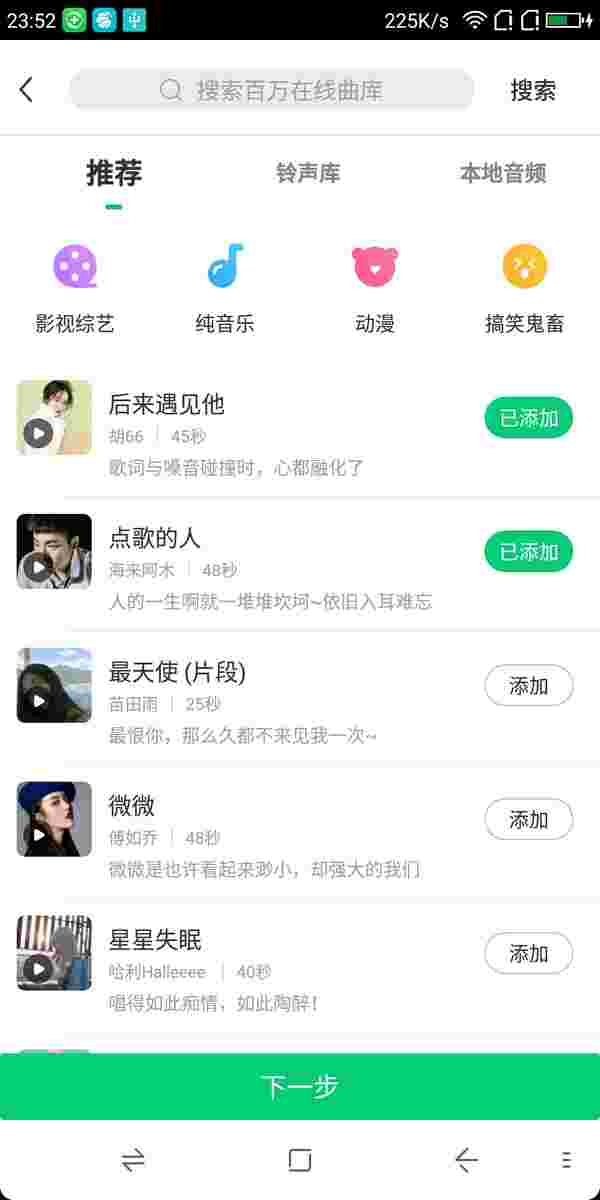 23:52
225K/s
搜索百万在线曲库
搜索
推荐
铃声库
本地音频
影视综艺
纯音乐
动漫
搞笑鬼畜
后来遇见他
已添加
胡66 | 45秒
歌词与嗓音碰撞时，心都融化了
点歌的人
已添加
海来阿木 | 48秒
人的一生啊就一堆堆坎坷~依旧入耳难忘
最天使 (片段)
添加
苗田雨 | 25秒
最恨你，那么久都不来见我一次~
微微
添加
傅如乔 | 48秒
微微是也许看起来渺小，却强大的我们
星星失眠
添加
哈利Halleeee | 40秒
唱得如此痴情，如此陶醉！
下一步